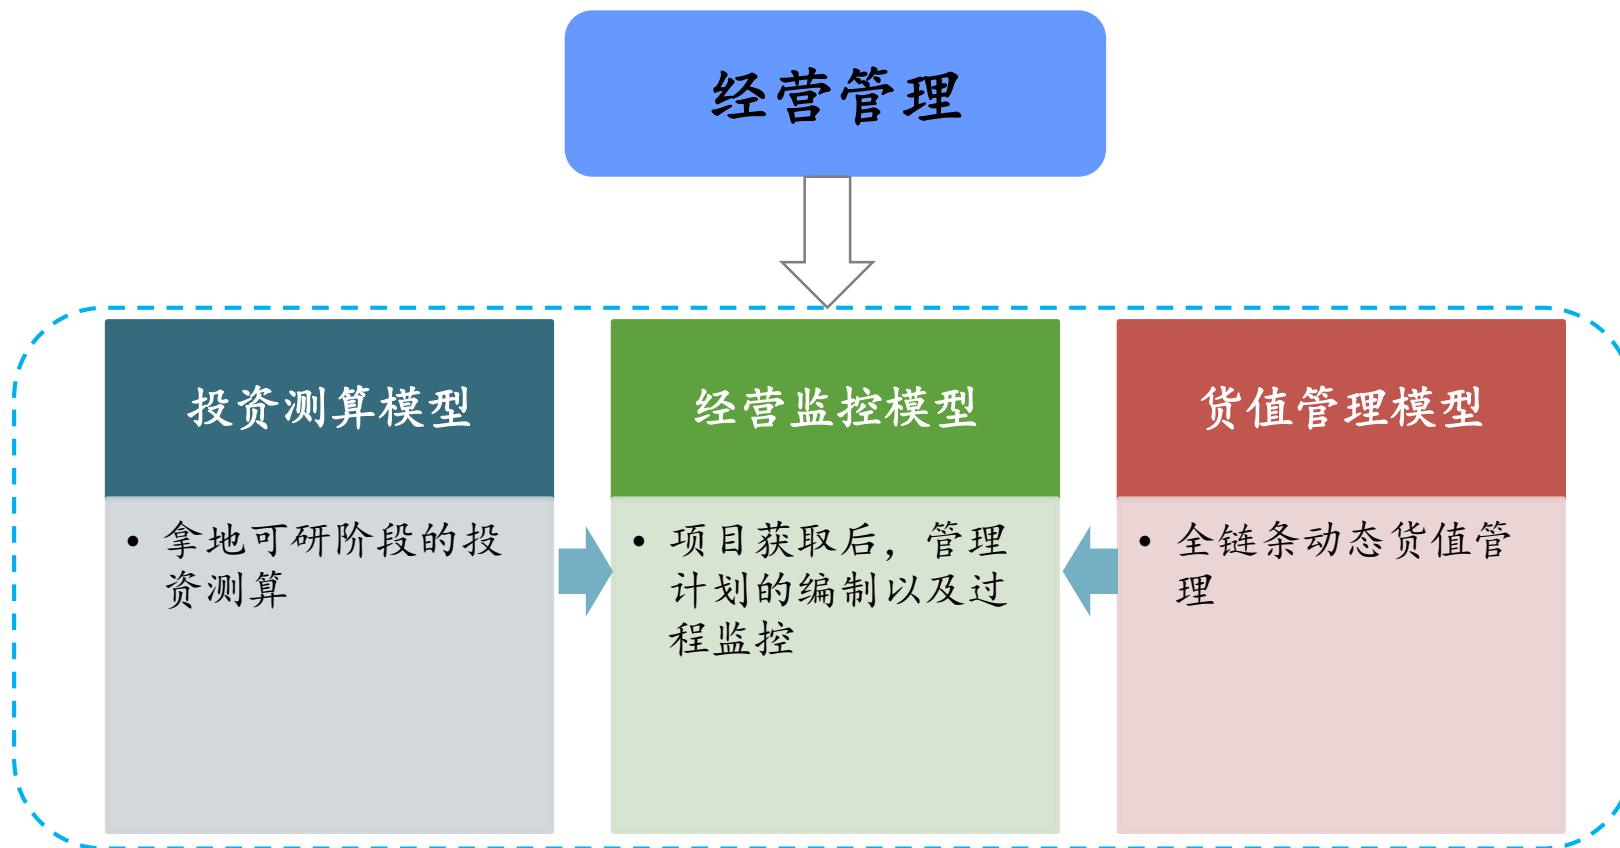 经营管理
投资测算模型
经营监控模型
货值管理模型
• 拿地可研阶段的投
资测算
• 项目获取后，管理
计划的编制以及过
程监控
• 全链条动态货值管
理